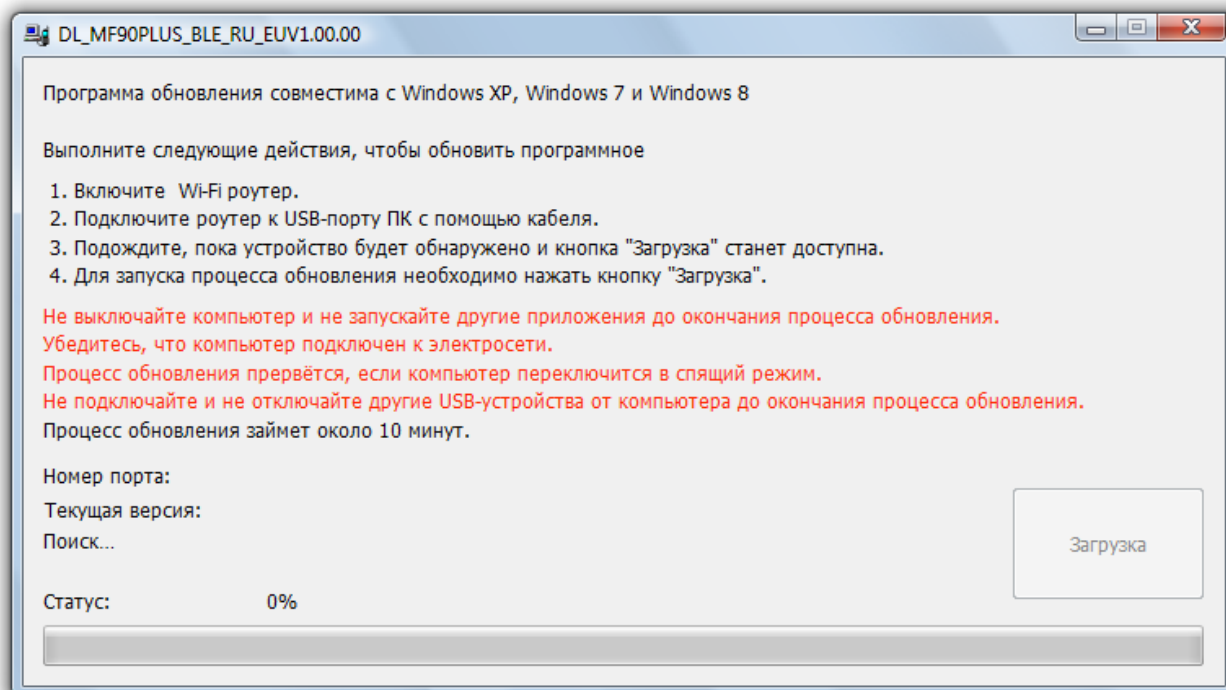 DL_MF90PLUS_BLE_RU_EUV1.00.00
Программа обновления совместима с Windows XP, Windows 7 и Windows 8
Выполните следующие действия, чтобы обновить программное
1. Включите Wi-Fi роутер.
2. Подключите роутер к USB-порту ПК с помощью кабеля.
3. Подождите, пока устройство будет обнаружено и кнопка "Загрузка" станет доступна.
4. Для запуска процесса обновления необходимо нажать кнопку "Загрузка".
Не выключайте компьютер и не запускайте другие приложения до окончания процесса обновления.
Убедитесь, что компьютер подключен к электросети.
Процесс обновления прервётся, если компьютер переключится в спящий режим.
Не подключайте и не отключайте другие USB-устройства от компьютера до окончания процесса обновления.
Процесс обновления займет около 10 минут.
Номер порта:
Текущая версия:
Поиск...
Загрузка
Статус: 0%